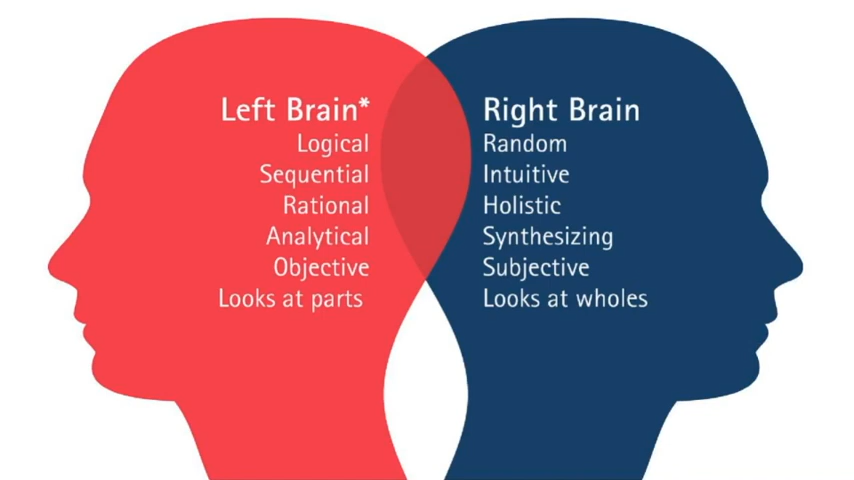 Left Brain*
Logical
Sequential
Rational
Analytical
Objective
Looks at parts
Right Brain
Random
Intuitive
Holistic
Synthesizing
Subjective
Looks at wholes